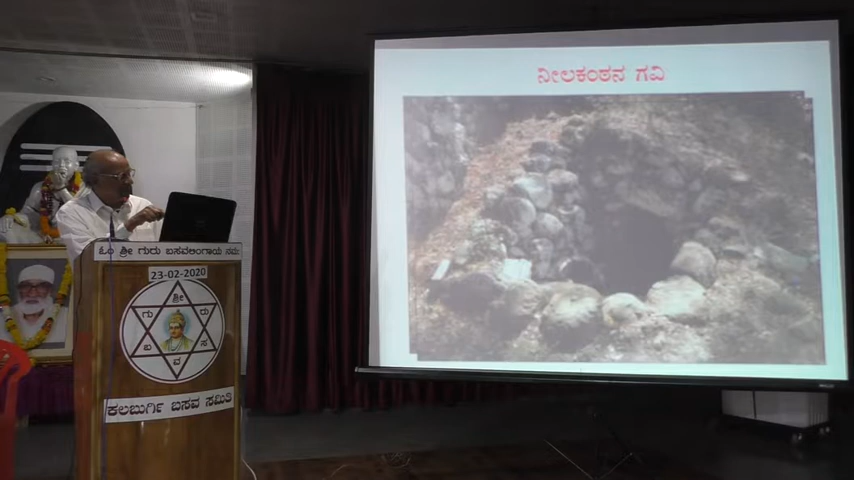 ನೀಲಕಂಠನ ಗವಿ
ಓಂ ಶ್ರೀ ಗುರು ಬಸವಲಿಂಗಾಯ ನಮಃ
23-02-2020
ಶ್ರೀ
ಗು ರು
ಬ ಸ
ವ
ಕಲಬುರ್ಗಿ ಬಸವ ಸಮಿತಿ